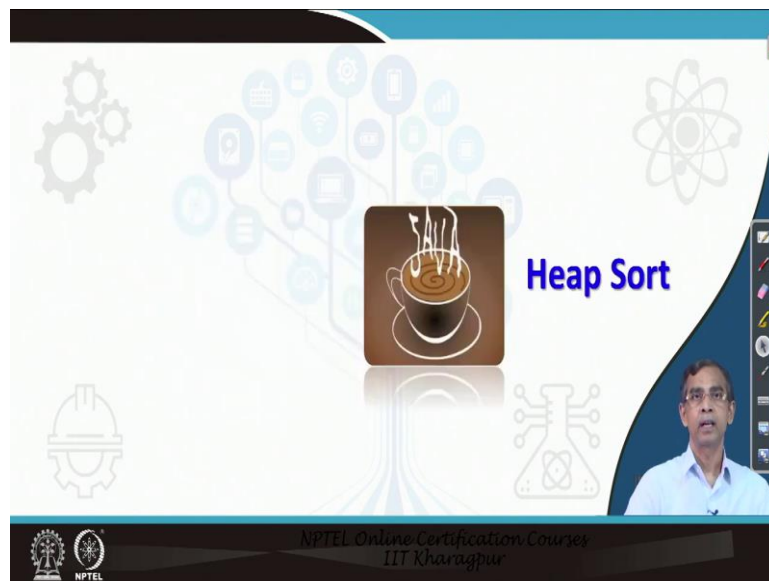 JAVA
Heap Sort
NPTEL Online Certification Courses
IIT Kharagpur
NPTEL